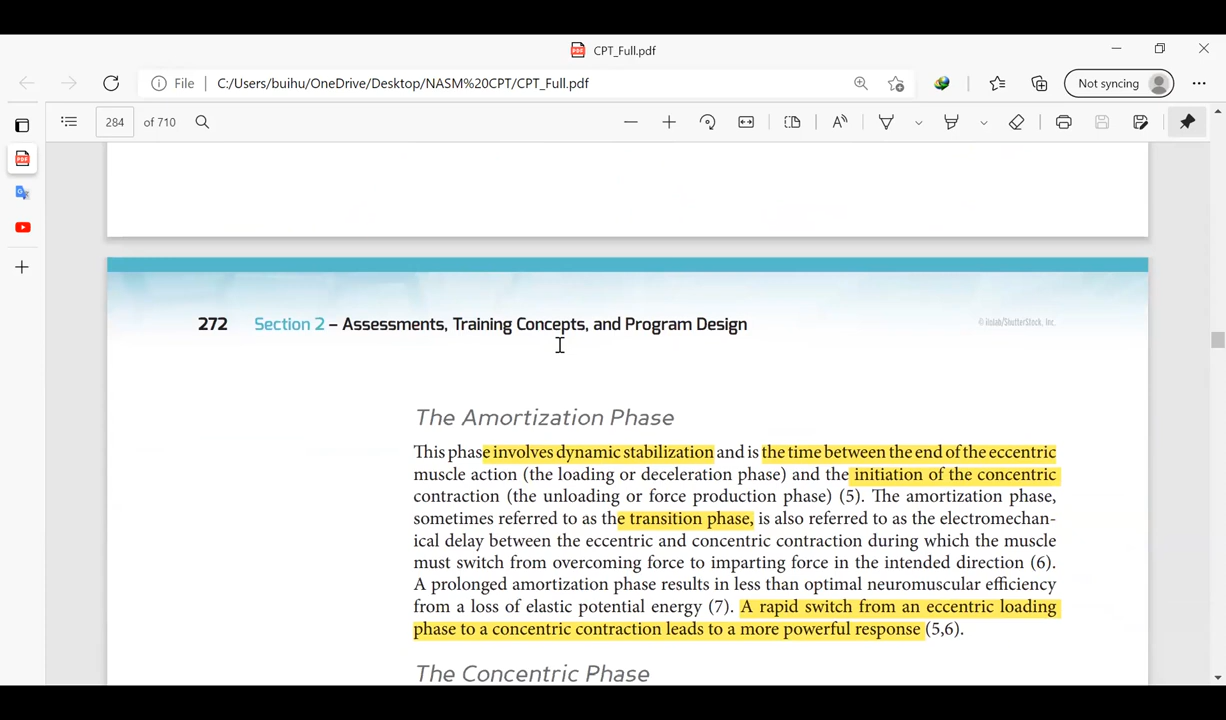 CPT_Full.pdf
File | C:/Users/buihu/OneDrive/Desktop/NASM%20CPT/CPT_Full.pdf
Not syncing
284 of 710
272 Section 2 – Assessments, Training Concepts, and Program Design
The Amortization Phase
This phase involves dynamic stabilization and is the time between the end of the eccentric
muscle action (the loading or deceleration phase) and the initiation of the concentric
contraction (the unloading or force production phase) (5). The amortization phase,
sometimes referred to as the transition phase, is also referred to as the electromechan-
ical delay between the eccentric and concentric contraction during which the muscle
must switch from overcoming force to imparting force in the intended direction (6).
A prolonged amortization phase results in less than optimal neuromuscular efficiency
from a loss of elastic potential energy (7). A rapid switch from an eccentric loading
phase to a concentric contraction leads to a more powerful response (5,6).
The Concentric Phase